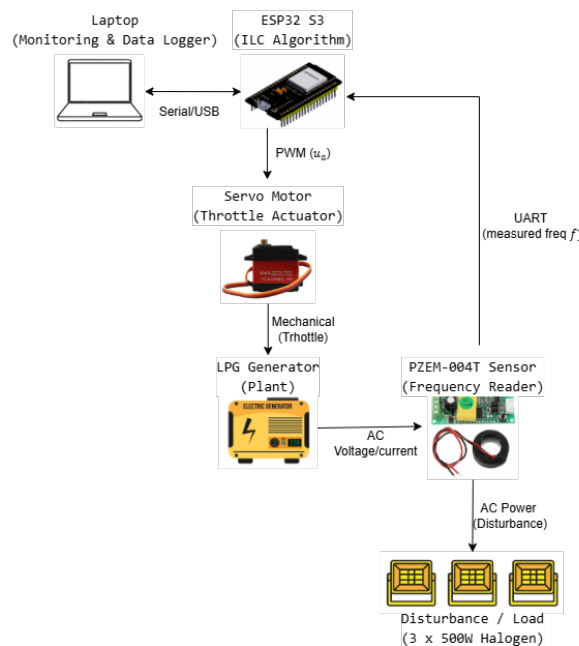 Laptop
(Monitoring & Data Logger)
ESP32 S3
(ILC Algorithm)
Serial/USB
PWM (uₐ)
Servo Motor
(Throttle Actuator)
UART
(measured freq f)
Mechanical
(Trhottle)
LPG Generator
(Plant)
PZEM-004T Sensor
(Frequency Reader)
ELECTRIC GENERATOR
AC
Voltage/current
AC Power
(Disturbance)
Disturbance / Load
(3 x 500W Halogen)